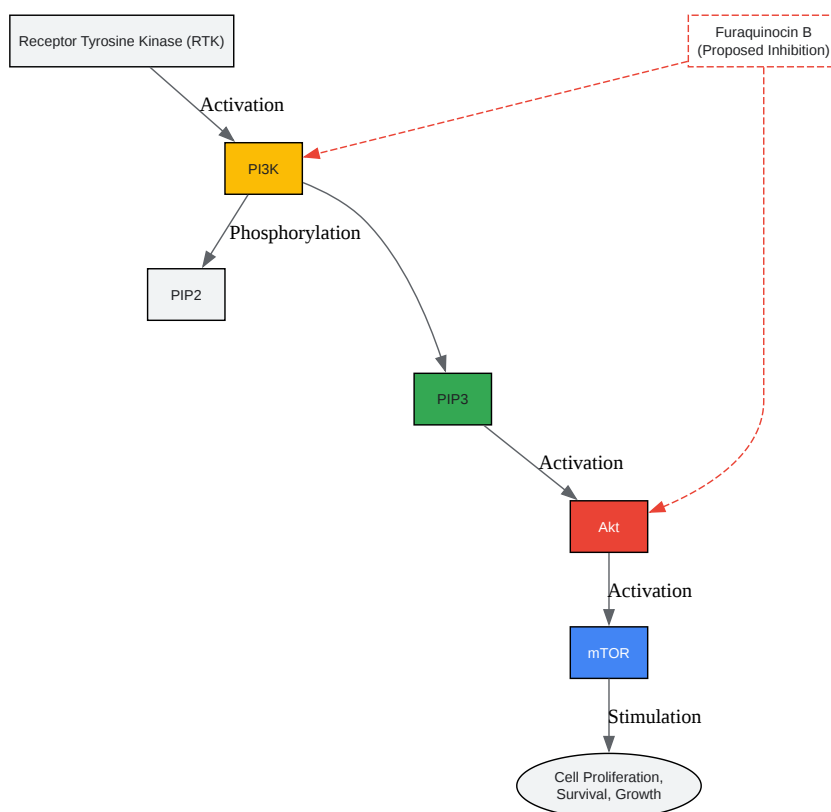 Receptor Tyrosine Kinase (RTK)
Furaquinocin B
(Proposed Inhibition)
Activation
PI3K
Phosphorylation
PIP2
PIP3
Activation
Akt
Activation
mTOR
Stimulation
Cell Proliferation,
Survival, Growth